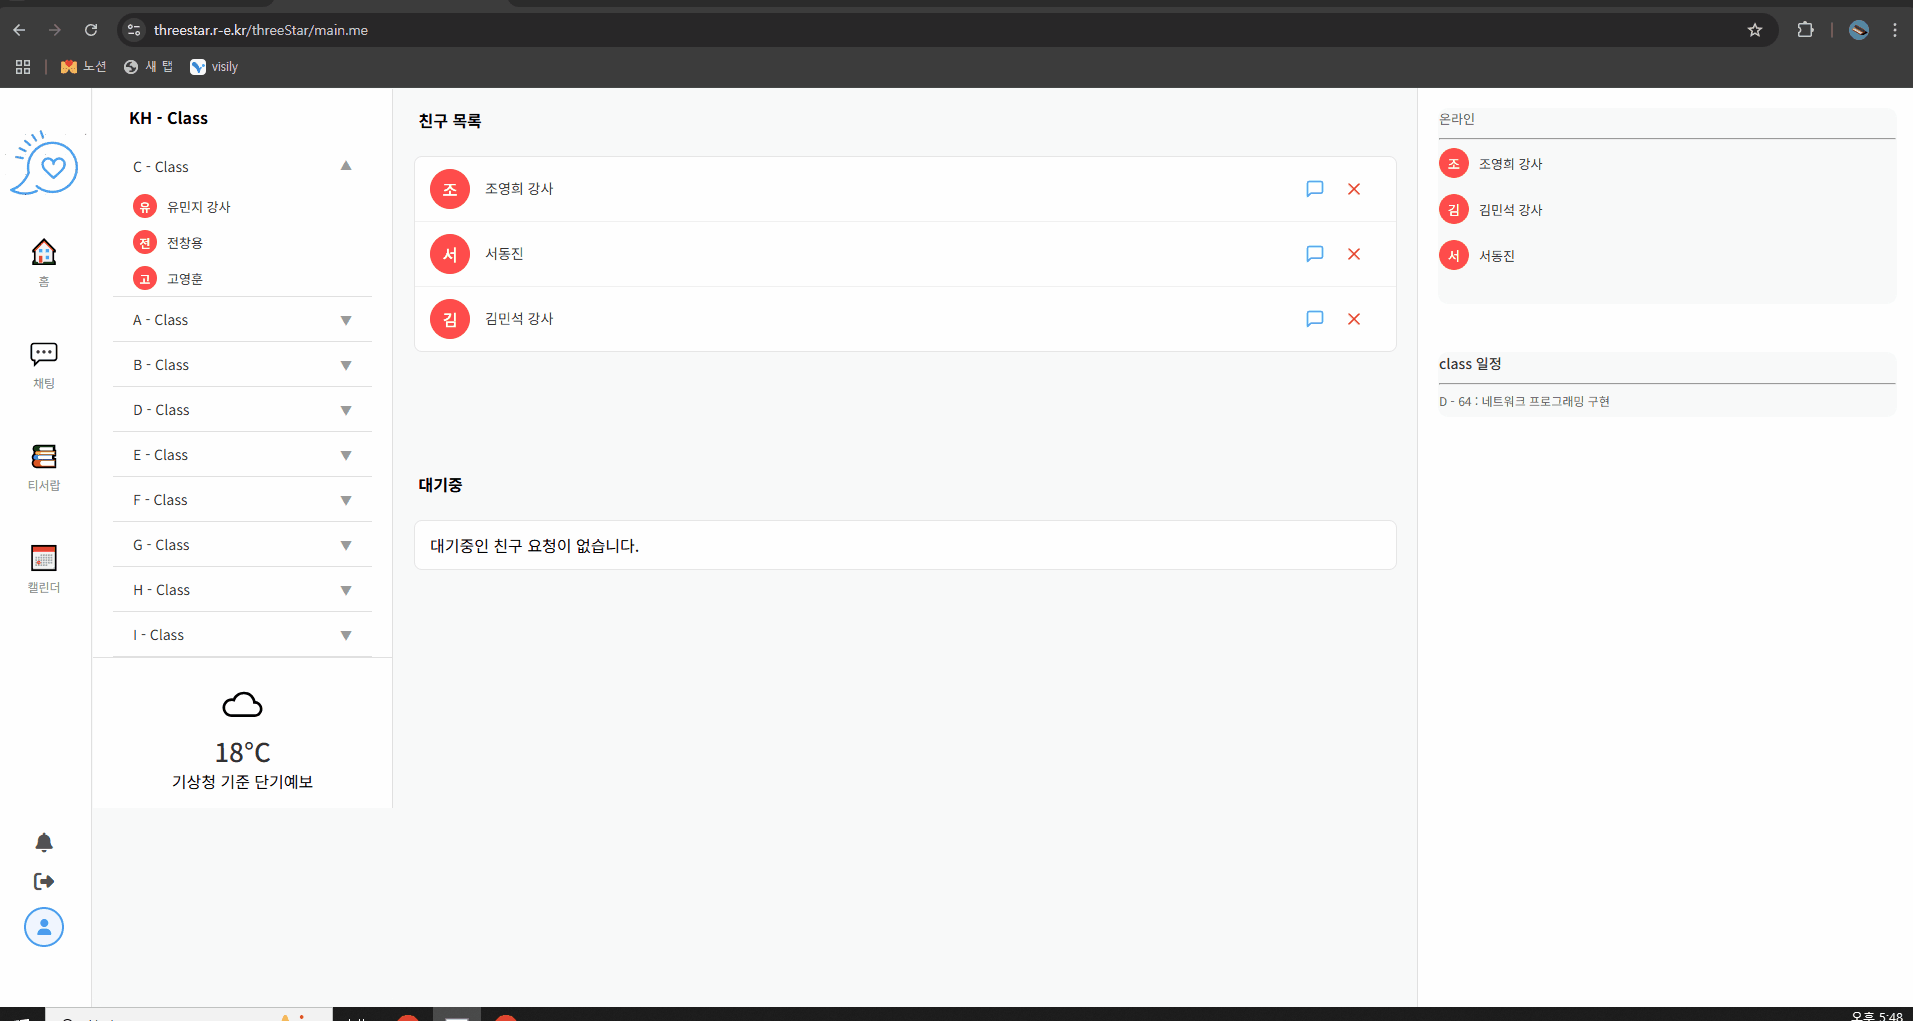 threestar.r-e.kr/threeStar/main.me
노션
새 탭
visily
홈
채팅
티서랍
캘린더
KH - Class
C - Class ▲
유 유민지 강사
전 전창용
고 고영훈
A - Class ▼
B - Class ▼
D - Class ▼
E - Class ▼
F - Class ▼
G - Class ▼
H - Class ▼
I - Class ▼
18°C
기상청 기준 단기예보
친구 목록
조 조영희 강사
서 서동진
김 김민석 강사
대기중
대기중인 친구 요청이 없습니다.
온라인
조 조영희 강사
김 김민석 강사
서 서동진
class 일정
D - 64 : 네트워크 프로그래밍 구현
오후 5:48